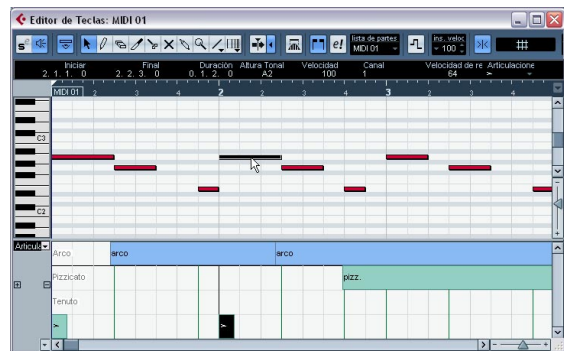 Editor de Teclas: MIDI 01
lista de partes
MIDI 01
ins. veloc
100
Iniciar Final Duración Altura Tonal Velocidad Canal Velocidad de re Articulacione
2. 1. 1. 0 2. 2. 3. 0 0. 1. 2. 0 A2 100 1 64 >
MIDI 01 2 3 4 2 2 3 4 3 2 3 4
C3
C2
Articula
Arco arco arco
Pizzicato pizz.
Tenuto
> >